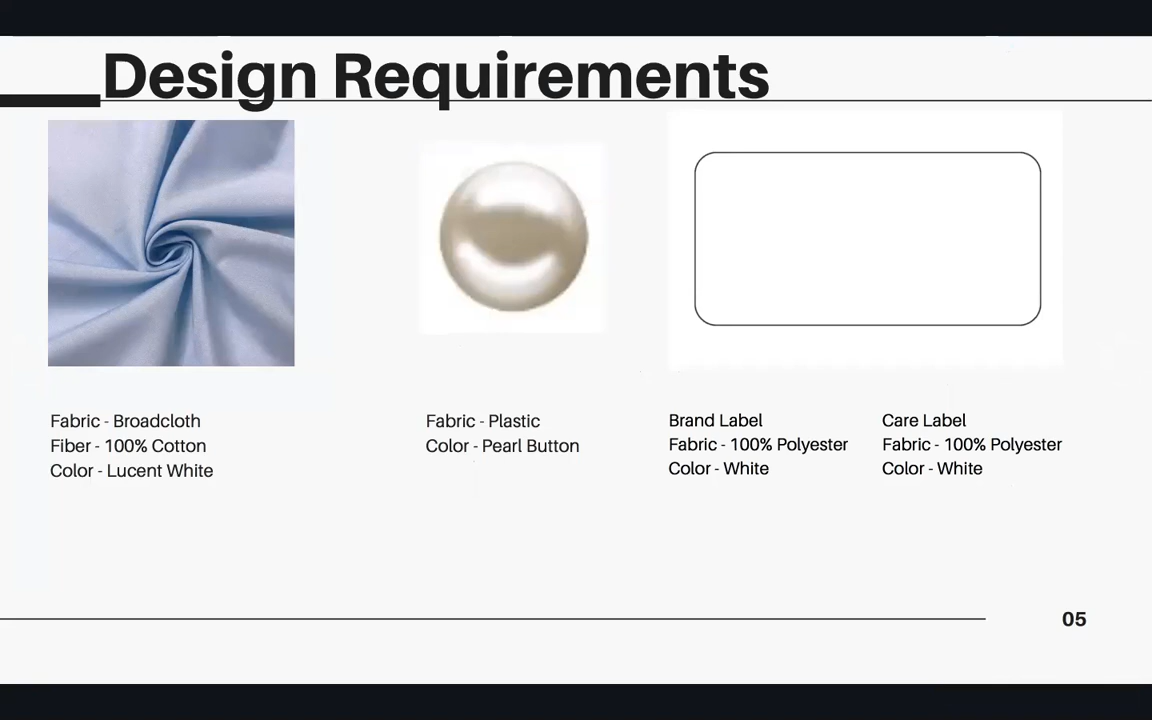 Design Requirements
Fabric - Broadcloth
Fiber - 100% Cotton
Color - Lucent White
Fabric - Plastic
Color - Pearl Button
Brand Label
Fabric - 100% Polyester
Color - White
Care Label
Fabric - 100% Polyester
Color - White
05